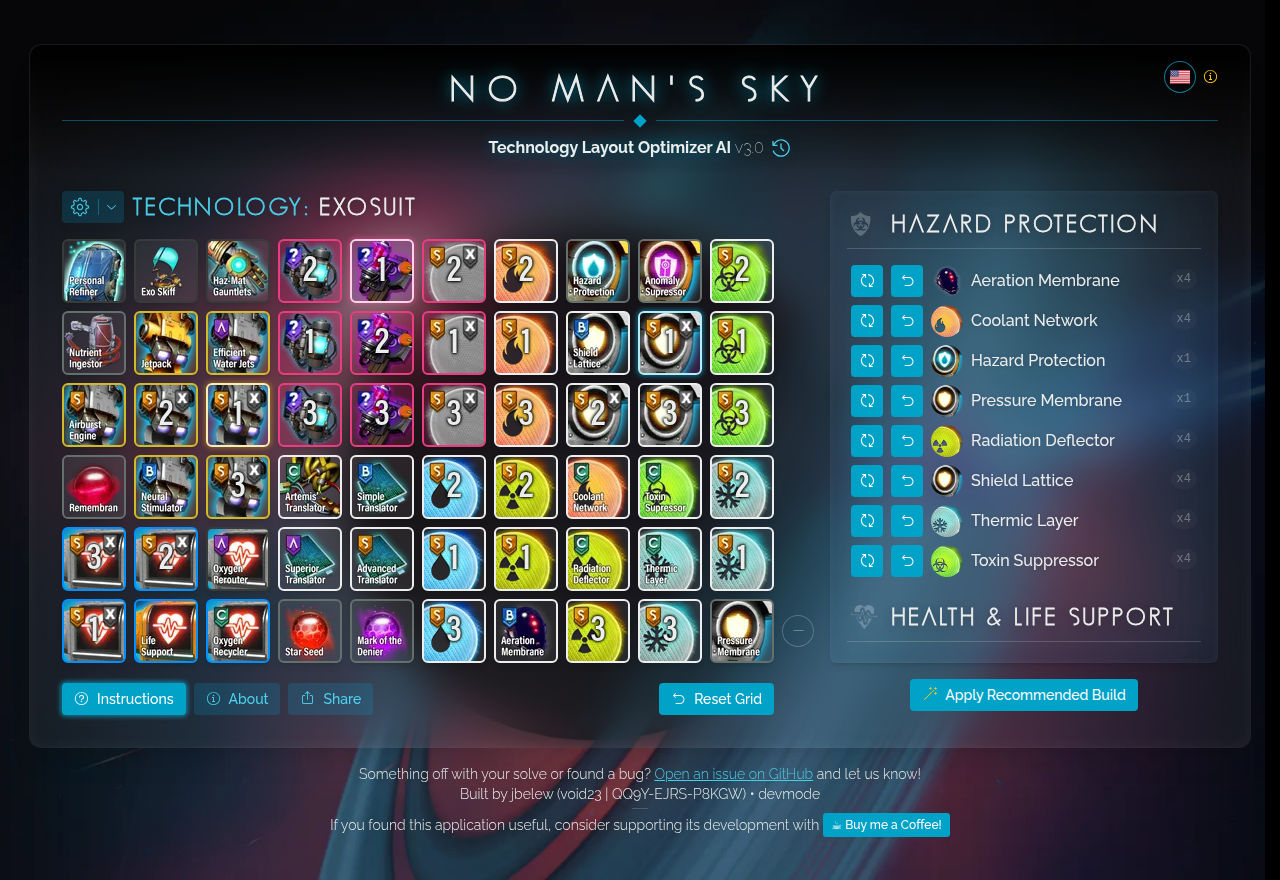 NO MAN'S SKY
Technology Layout Optimizer AI v3.0
TECHNOLOGY: EXOSUIT
Personal Refiner
Exo Skiff
Haz-Mat Gauntlets
? 2
? 1
S X 2
S 2
Hazard Protection
Anomaly Supressor
S 2
Nutrient Ingestor
Jetpack
A Efficient Water Jets
? 1
? 2
S X 1
S 1
B Shield Lattice
S X 1
S 1
S Airburst Engine
S X 2
S X 1
? 3
? 3
S X 3
S 3
S X 2
S X 3
S 3
Remembran
B Neural Stimulator
S X 3
C Artemis' Translator
B Simple Translator
S 2
S 2
C Coolant Network
C Toxin Supressor
S 2
S X 3
S X 2
A Oxygen Rerouter
A Superior Translator
S Advanced Translator
S 1
S 1
C Radiation Deflector
C Thermic Layer
S 1
S X 1
Life Support
C Oxygen Recycler
Star Seed
Mark of the Denier
S 3
B Aeration Membrane
S 3
S 3
Pressure Membrane
HAZARD PROTECTION
Aeration Membrane x4
Coolant Network x4
Hazard Protection x1
Pressure Membrane x1
Radiation Deflector x4
Shield Lattice x4
Thermic Layer x4
Toxin Suppressor x4
HEALTH & LIFE SUPPORT
Instructions
About
Share
Reset Grid
Apply Recommended Build
Something off with your solve or found a bug? Open an issue on GitHub and let us know!
Built by jbelew (void23 | QQ9Y-EJRS-P8KGW) • devmode
If you found this application useful, consider supporting its development with Buy me a Coffee!